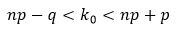 np − q < k₀ < np + p